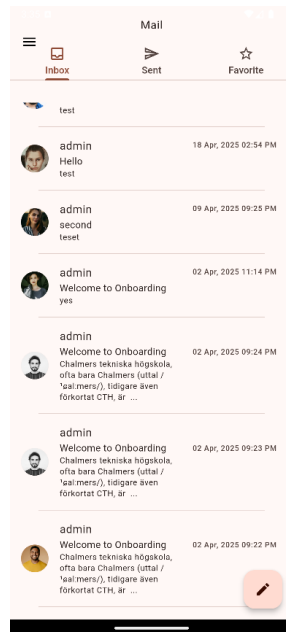 Mail
Inbox
Sent
Favorite
test
admin
18 Apr, 2025 02:54 PM
Hello
test
admin
09 Apr, 2025 09:25 PM
second
teset
admin
02 Apr, 2025 11:14 PM
Welcome to Onboarding
yes
admin
Welcome to Onboarding
02 Apr, 2025 09:24 PM
Chalmers tekniska högskola,
ofta bara Chalmers (uttal /
ˈɕalːmers/), tidigare även
förkortat CTH, är ...
admin
Welcome to Onboarding
02 Apr, 2025 09:23 PM
Chalmers tekniska högskola,
ofta bara Chalmers (uttal /
ˈɕalːmers/), tidigare även
förkortat CTH, är ...
admin
Welcome to Onboarding
02 Apr, 2025 09:22 PM
Chalmers tekniska högskola,
ofta bara Chalmers (uttal /
ˈɕalːmers/), tidigare även
förkortat CTH, är ...